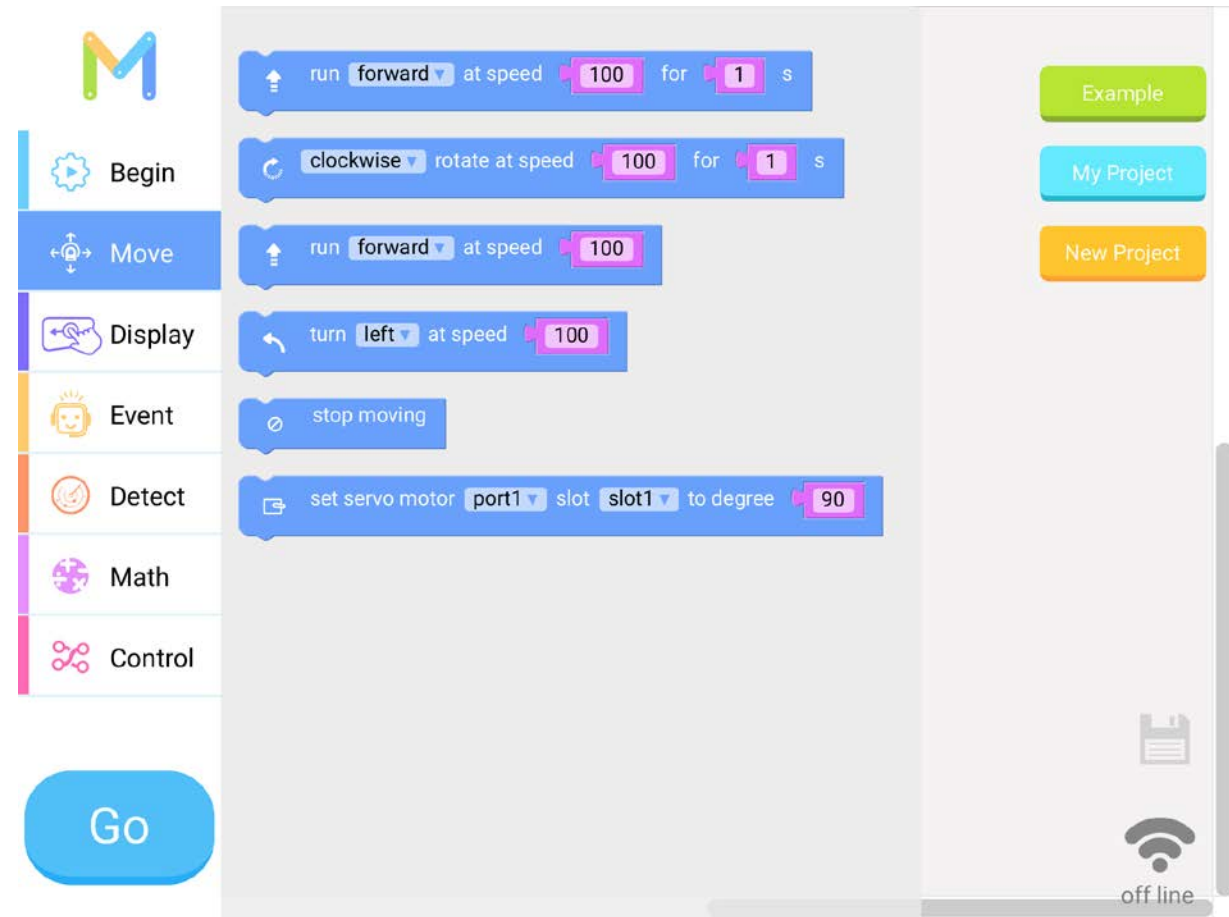 Begin
Move
Display
Event
Detect
Math
Control
Go
run forward at speed 100 for 1 s
clockwise rotate at speed 100 for 1 s
run forward at speed 100
turn left at speed 100
stop moving
set servo motor port1 slot slot1 to degree 90
Example
My Project
New Project
off line